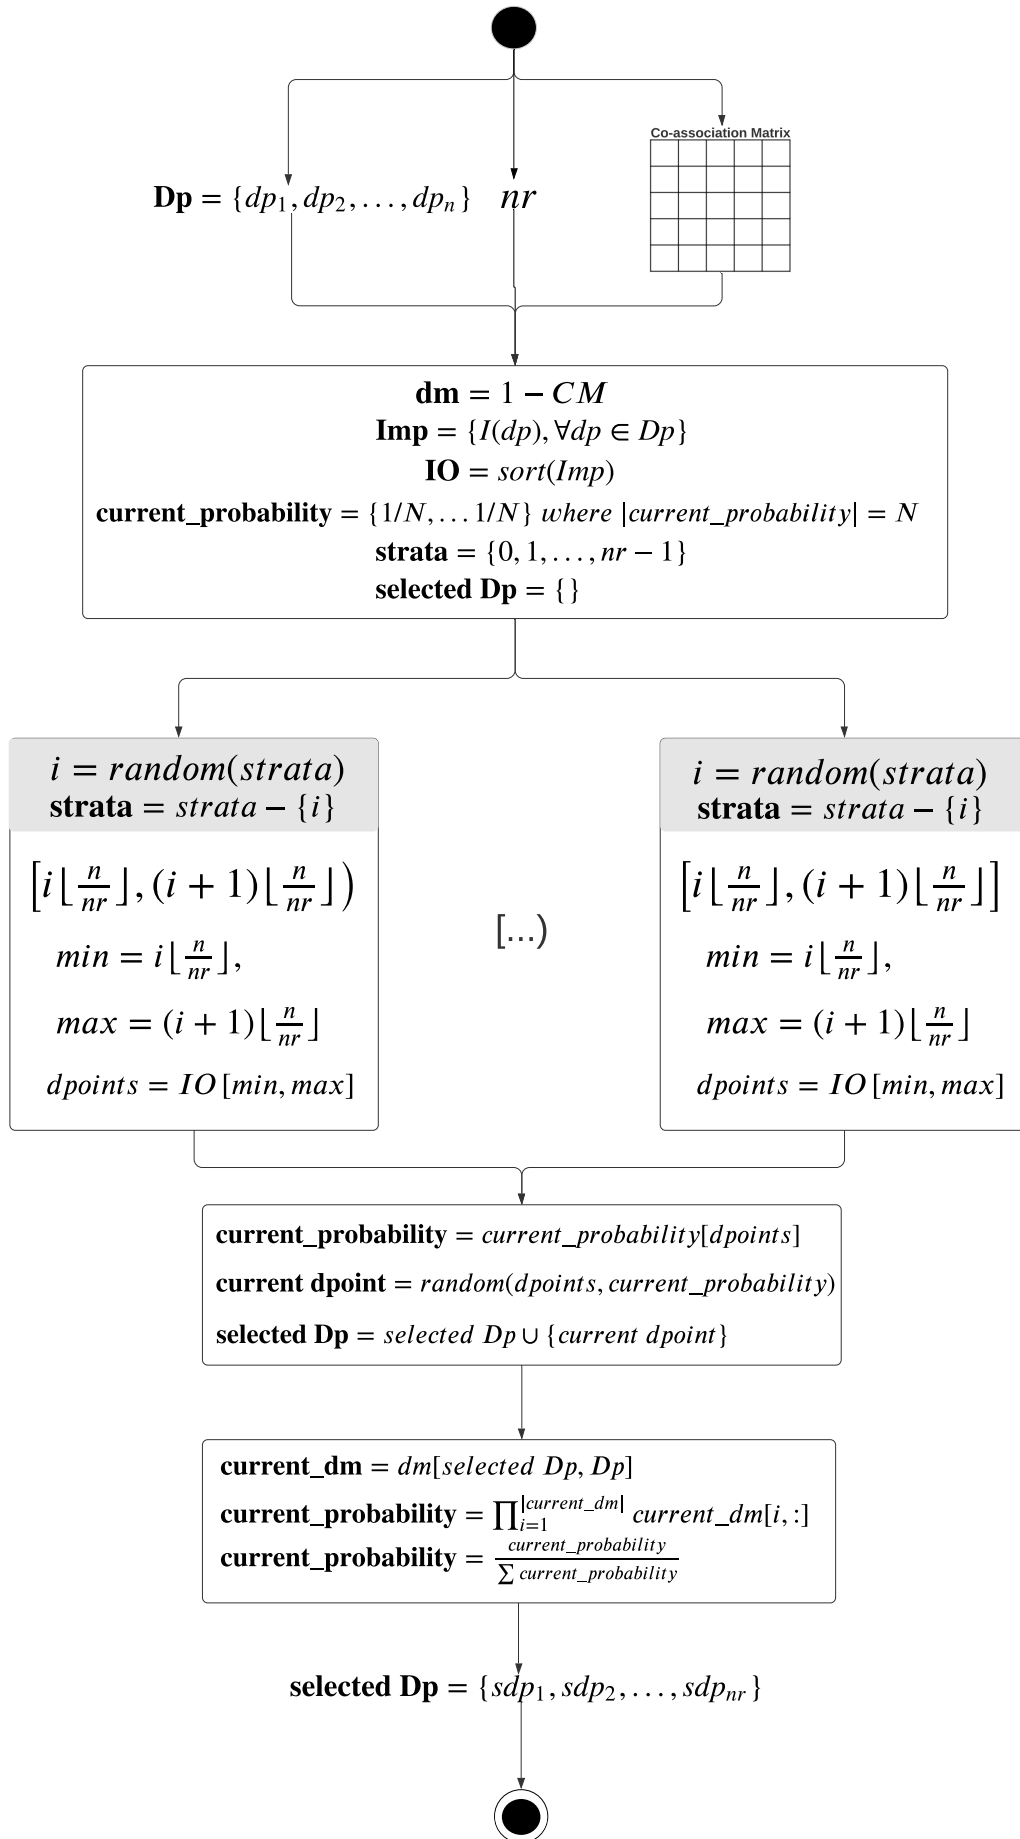 Co-association Matrix
Dp = {dp₁, dp₂, . . . , dpₙ} nr
dm = 1 − CM
Imp = {I(dp), ∀dp ∈ Dp}
IO = sort(Imp)
current_probability = {1/N, . . . 1/N} where |current_probability| = N
strata = {0, 1, . . . , nr − 1}
selected Dp = {}
i = random(strata)
strata = strata − {i}
[i⌊n/nr⌋, (i + 1)⌊n/nr⌋)
min = i⌊n/nr⌋,
max = (i + 1)⌊n/nr⌋
dpoints = IO[min, max]
[...)
i = random(strata)
strata = strata − {i}
[i⌊n/nr⌋, (i + 1)⌊n/nr⌋]
min = i⌊n/nr⌋,
max = (i + 1)⌊n/nr⌋
dpoints = IO[min, max]
current_probability = current_probability[dpoints]
current dpoint = random(dpoints, current_probability)
selected Dp = selected Dp ∪ {current dpoint}
current_dm = dm[selected Dp, Dp]
current_probability = ∏_{i=1}^{|current_dm|} current_dm[i, :]
current_probability = current_probability / ∑ current_probability
selected Dp = {sdp₁, sdp₂, . . . , sdp_{nr}}